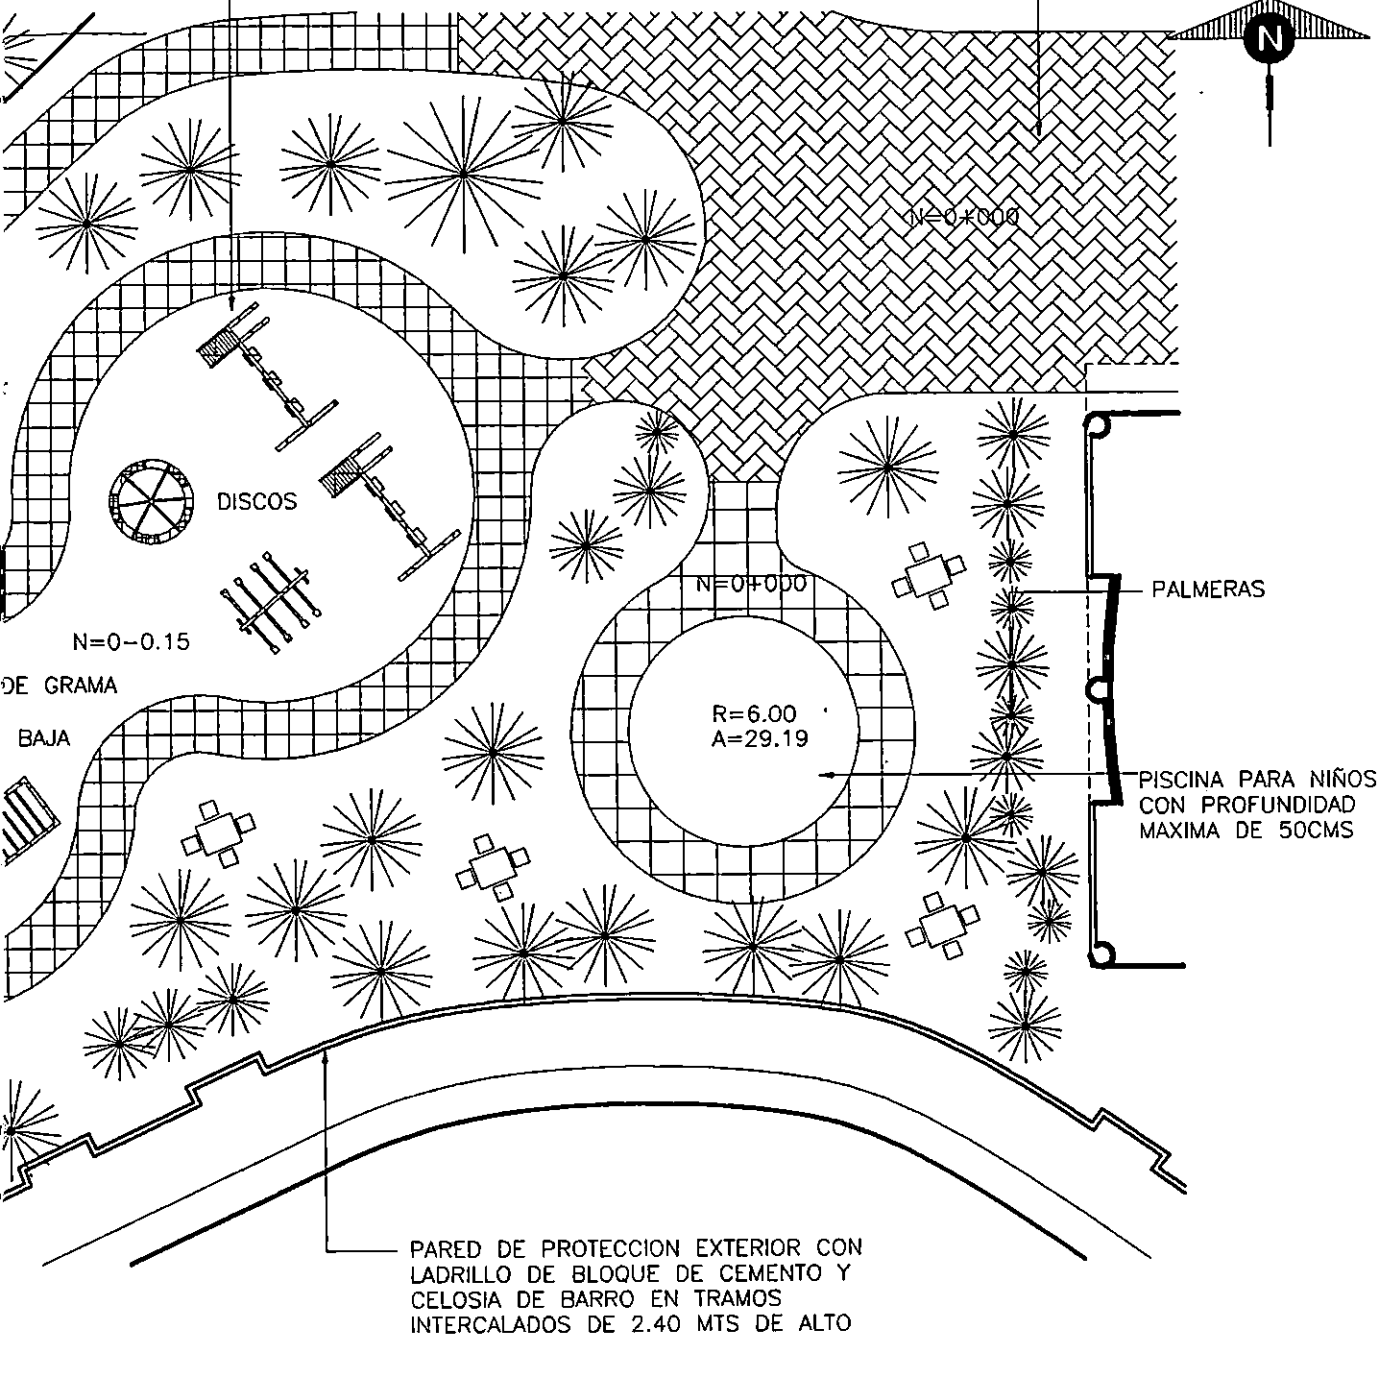 N
N=0+000
DISCOS
N=0+000
PALMERAS
N=0-0.15
DE GRAMA
BAJA
R=6.00
A=29.19
PISCINA PARA NIÑOS
CON PROFUNDIDAD
MAXIMA DE 50CMS
PARED DE PROTECCION EXTERIOR CON
LADRILLO DE BLOQUE DE CEMENTO Y
CELOSIA DE BARRO EN TRAMOS
INTERCALADOS DE 2.40 MTS DE ALTO